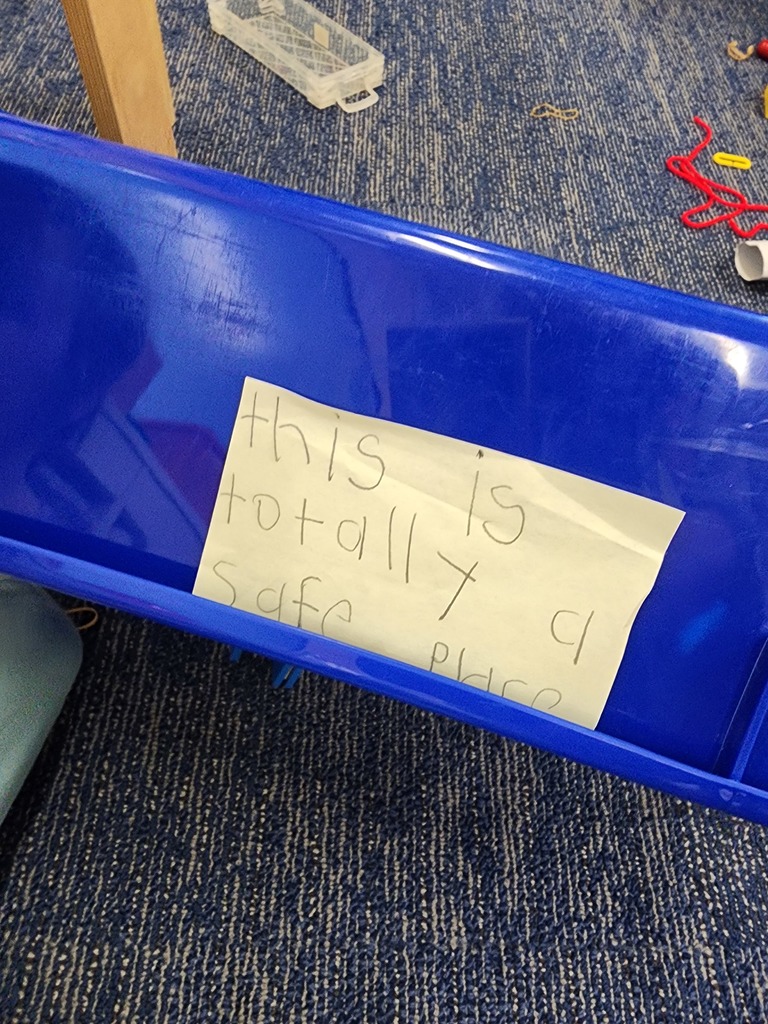 this is
totally a
safe place